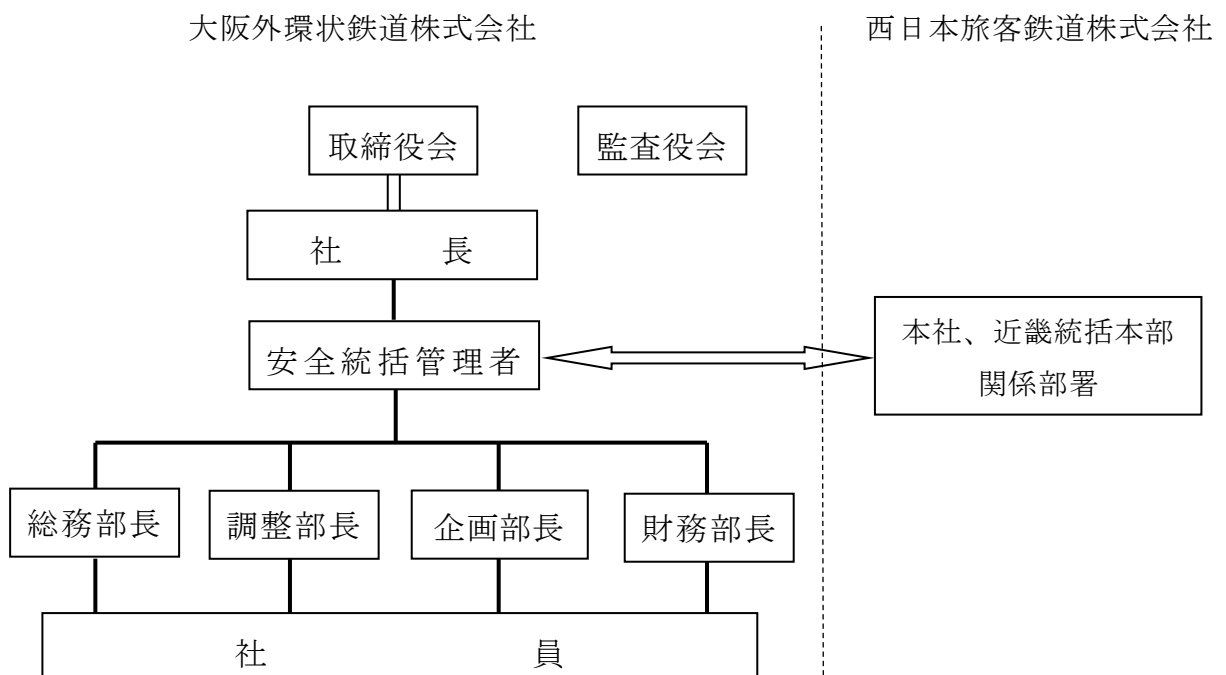 大阪外環状鉄道株式会社
西日本旅客鉄道株式会社
取締役会
監査役会
社長
安全統括管理者
本社、近畿統括本部
関係部署
総務部長
調整部長
企画部長
財務部長
社員